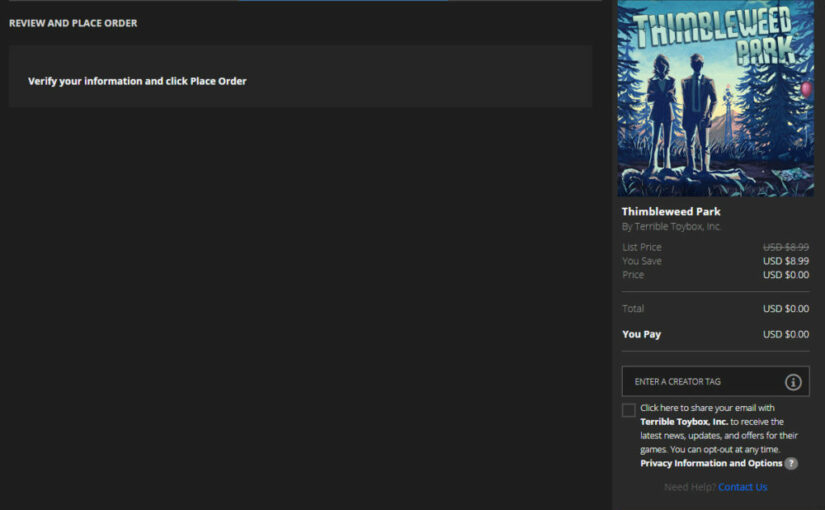 REVIEW AND PLACE ORDER
Verify your information and click Place Order
THIMBLEWEED
PARK
Thimbleweed Park
By Terrible Toybox, Inc.
List Price USD $8.99
You Save USD $8.99
Price USD $0.00
Total USD $0.00
You Pay USD $0.00
ENTER A CREATOR TAG
Click here to share your email with
Terrible Toybox, Inc. to receive the
latest news, updates, and offers for their
games. You can opt-out at any time.
Privacy Information and Options ?
Need Help? Contact Us